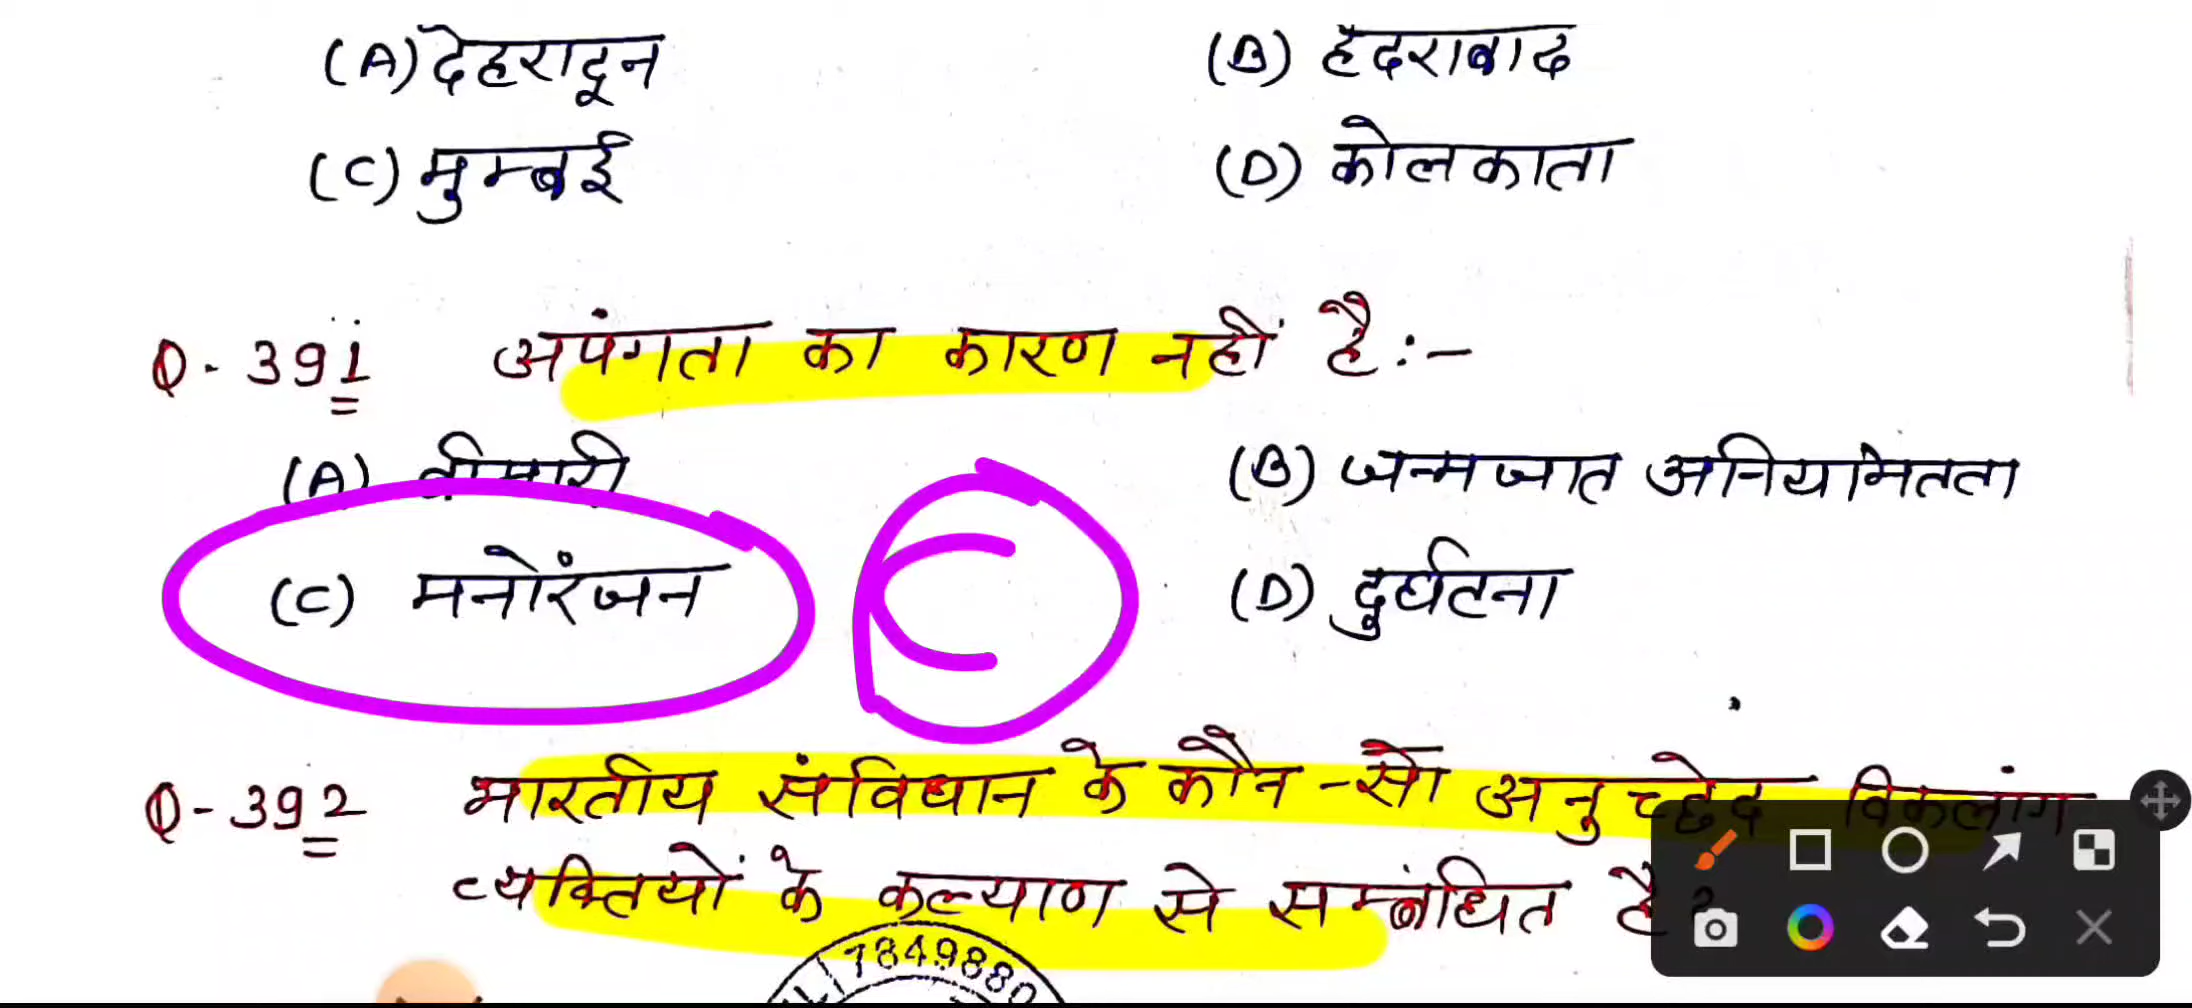 (A) देहरादून (B) हैदराबाद
(C) मुम्बई (D) कोलकाता
Q-391 अपंगता का कारण नहीं है:-
(A) बीमारी (B) जन्मजात अनियमितता
(C) मनोरंजन C (D) दुर्घटना
Q-392 भारतीय संविधान के कौन-सा अनुच्छेद विकलांग
व्यक्तियों के कल्याण से सम्बंधित है?
7849880